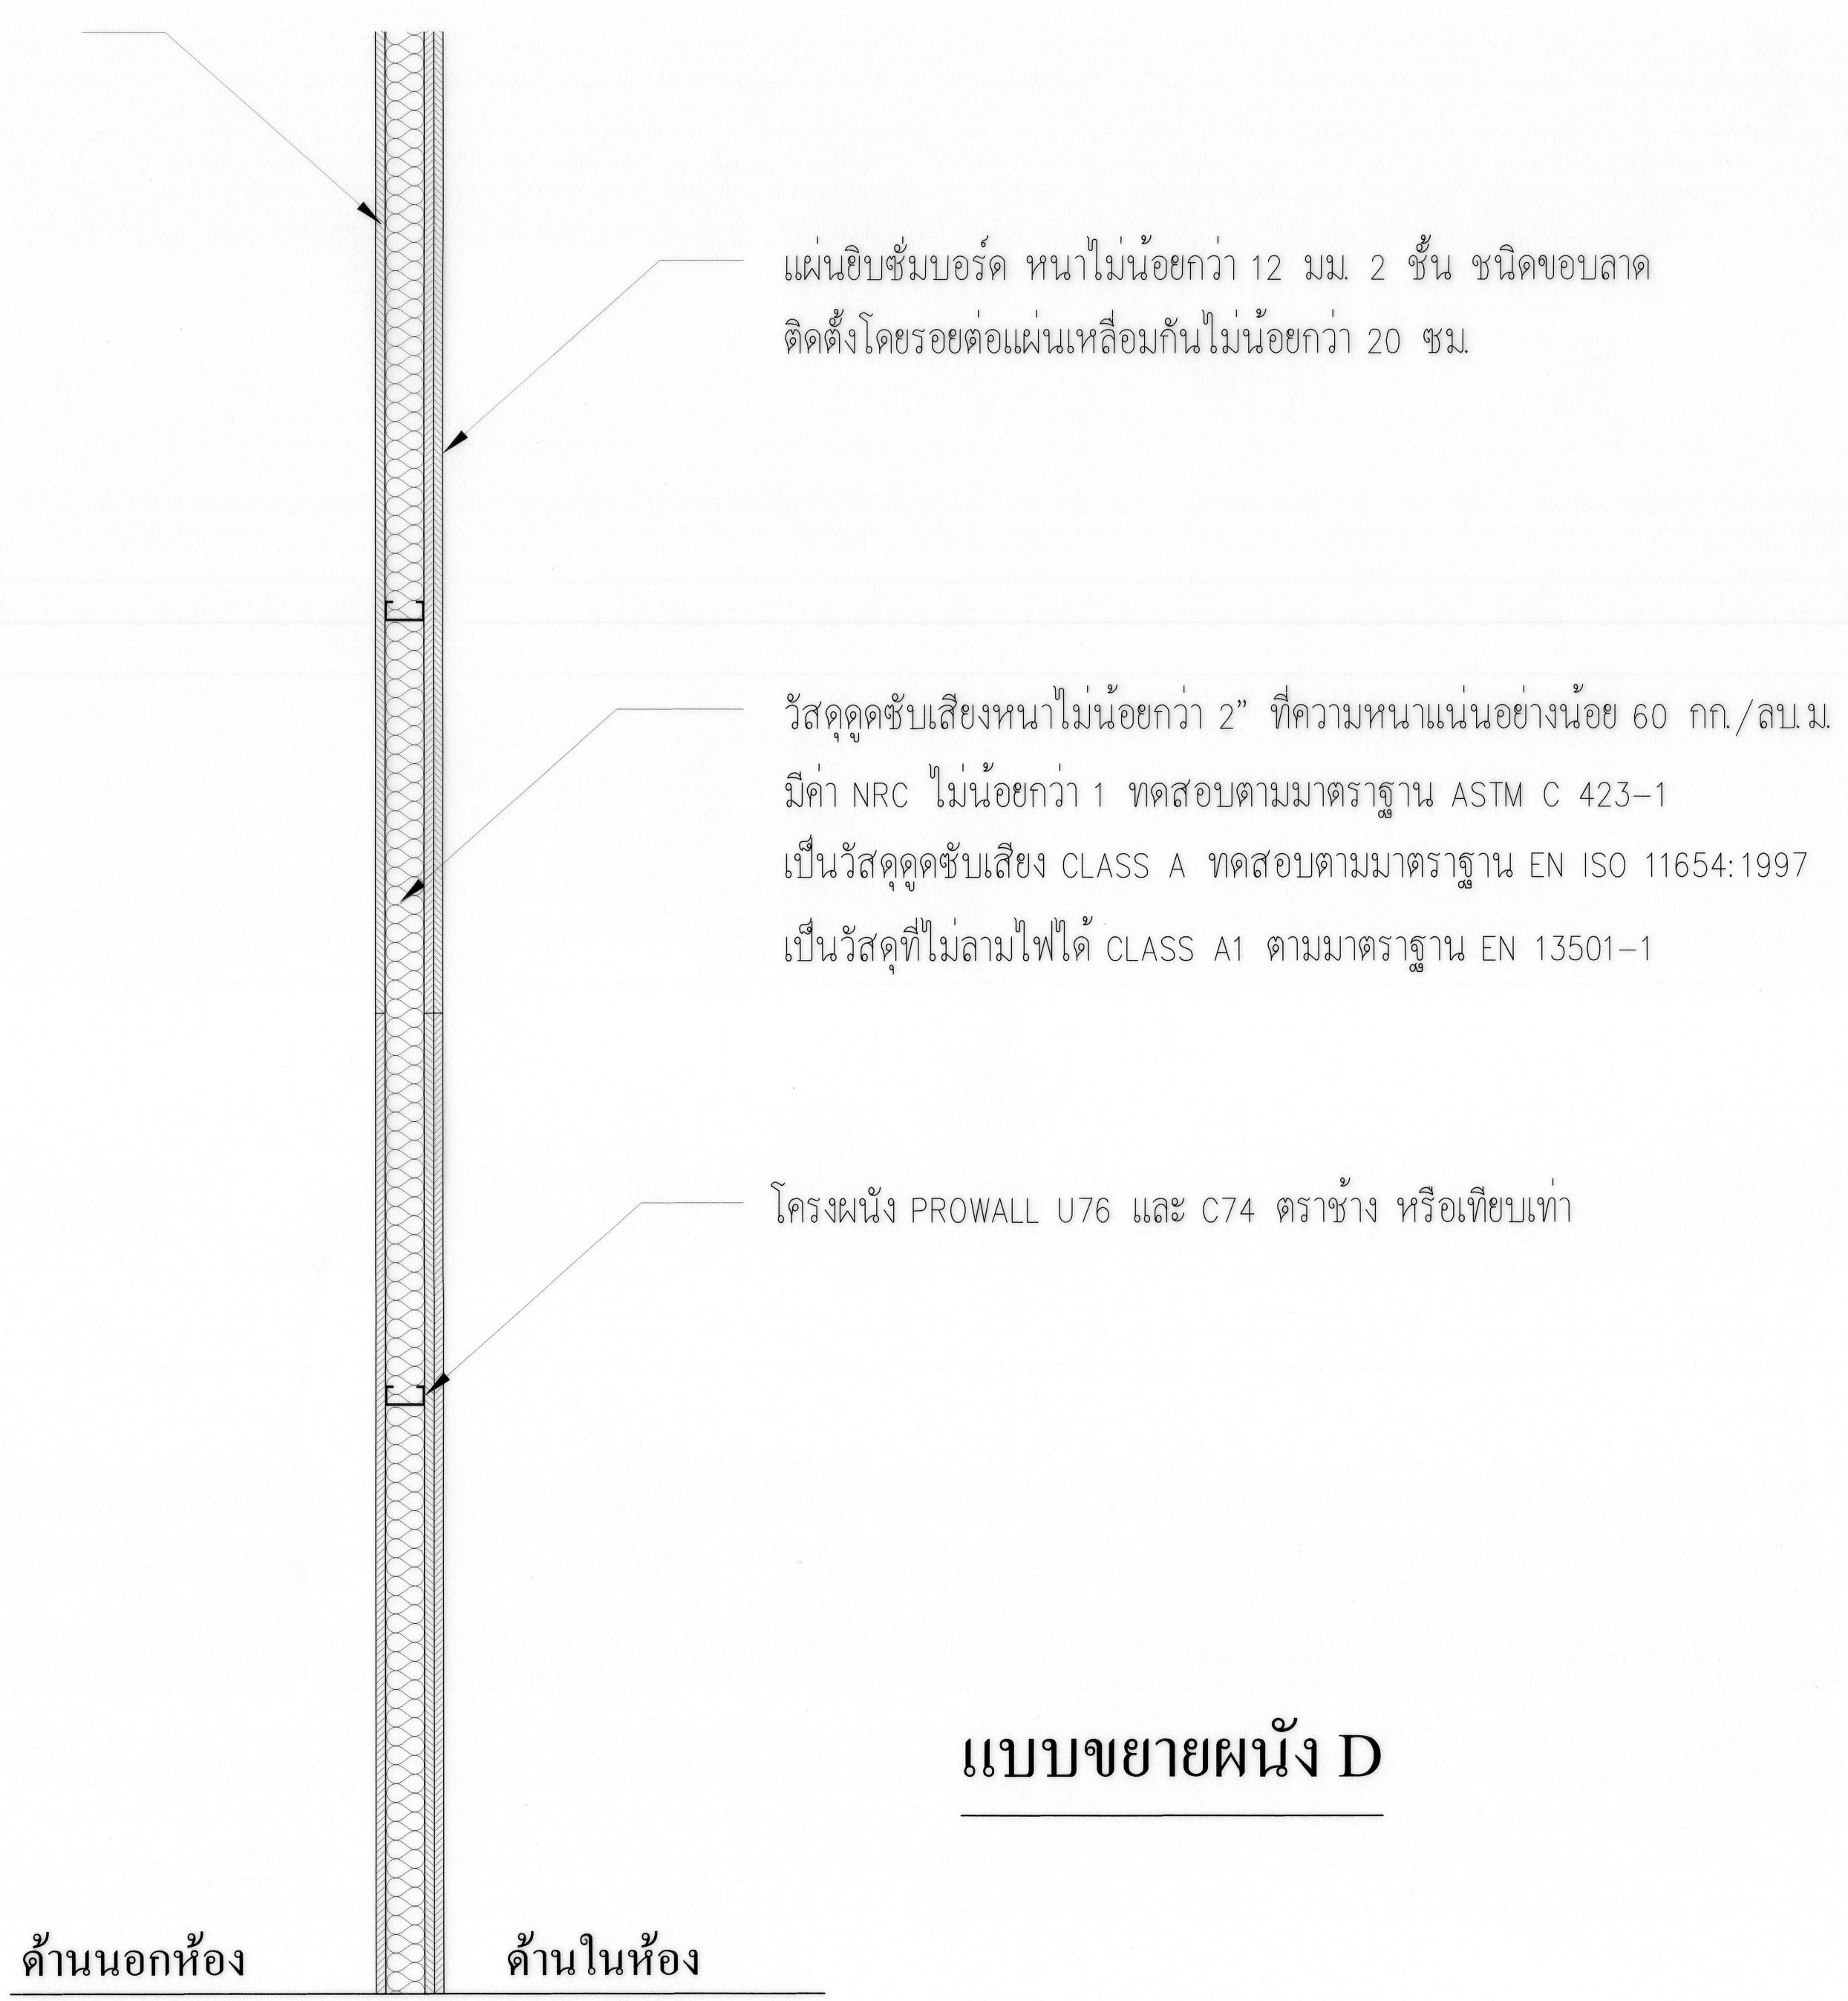 แผ่นยิบซั่มบอร์ด หนาไม่น้อยกว่า 12 มม. 2 ชั้น ชนิดขอบลาด
ติดตั้งโดยรอยต่อแผ่นเหลื่อมกันไม่น้อยกว่า 20 ซม.
วัสดุดูดซับเสียงหนาไม่น้อยกว่า 2” ที่ความหนาแน่นอย่างน้อย 60 กก./ลบ.ม.
มีค่า NRC ไม่น้อยกว่า 1 ทดสอบตามมาตราฐาน ASTM C 423-1
เป็นวัสดุดูดซับเสียง CLASS A ทดสอบตามมาตราฐาน EN ISO 11654:1997
เป็นวัสดุที่ไม่ลามไฟได้ CLASS A1 ตามมาตราฐาน EN 13501-1
โครงผนัง PROWALL U76 และ C74 ตราช้าง หรือเทียบเท่า
แบบขยายผนัง D
ด้านนอกห้อง
ด้านในห้อง